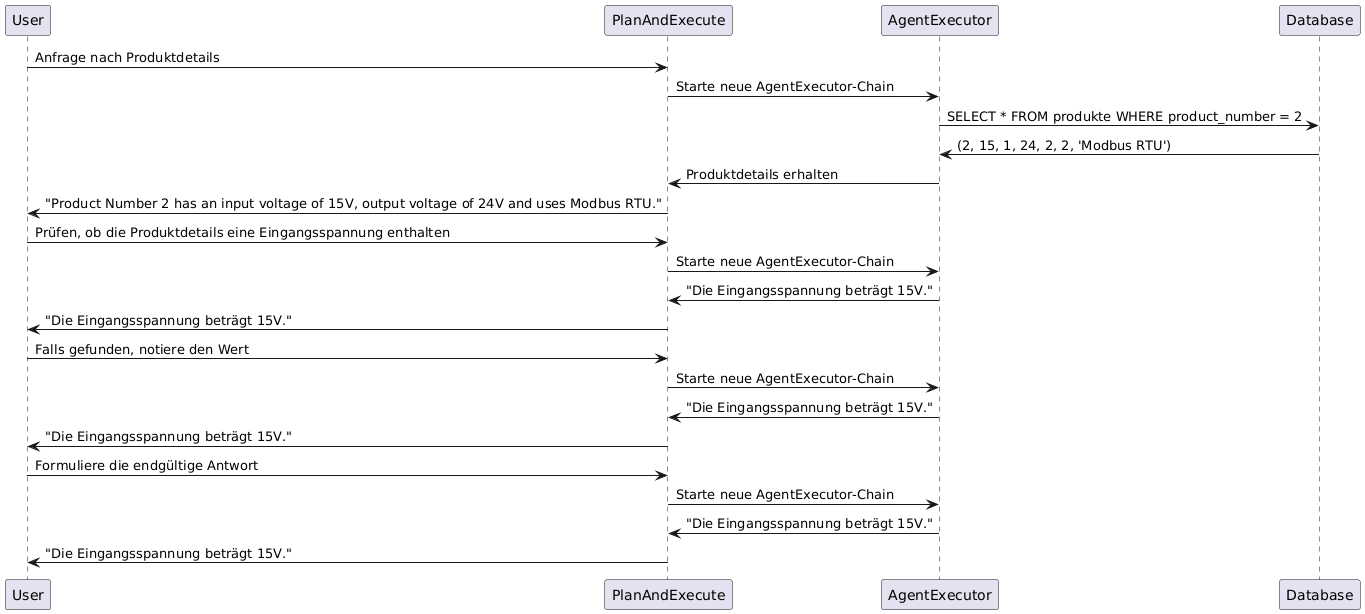 User
PlanAndExecute
AgentExecutor
Database
Anfrage nach Produktdetails
Starte neue AgentExecutor-Chain
SELECT * FROM produkte WHERE product_number = 2
(2, 15, 1, 24, 2, 2, 'Modbus RTU')
Produktdetails erhalten
"Product Number 2 has an input voltage of 15V, output voltage of 24V and uses Modbus RTU."
Prüfen, ob die Produktdetails eine Eingangsspannung enthalten
Starte neue AgentExecutor-Chain
"Die Eingangsspannung beträgt 15V."
"Die Eingangsspannung beträgt 15V."
Falls gefunden, notiere den Wert
Starte neue AgentExecutor-Chain
"Die Eingangsspannung beträgt 15V."
"Die Eingangsspannung beträgt 15V."
Formuliere die endgültige Antwort
Starte neue AgentExecutor-Chain
"Die Eingangsspannung beträgt 15V."
"Die Eingangsspannung beträgt 15V."
User
PlanAndExecute
AgentExecutor
Database